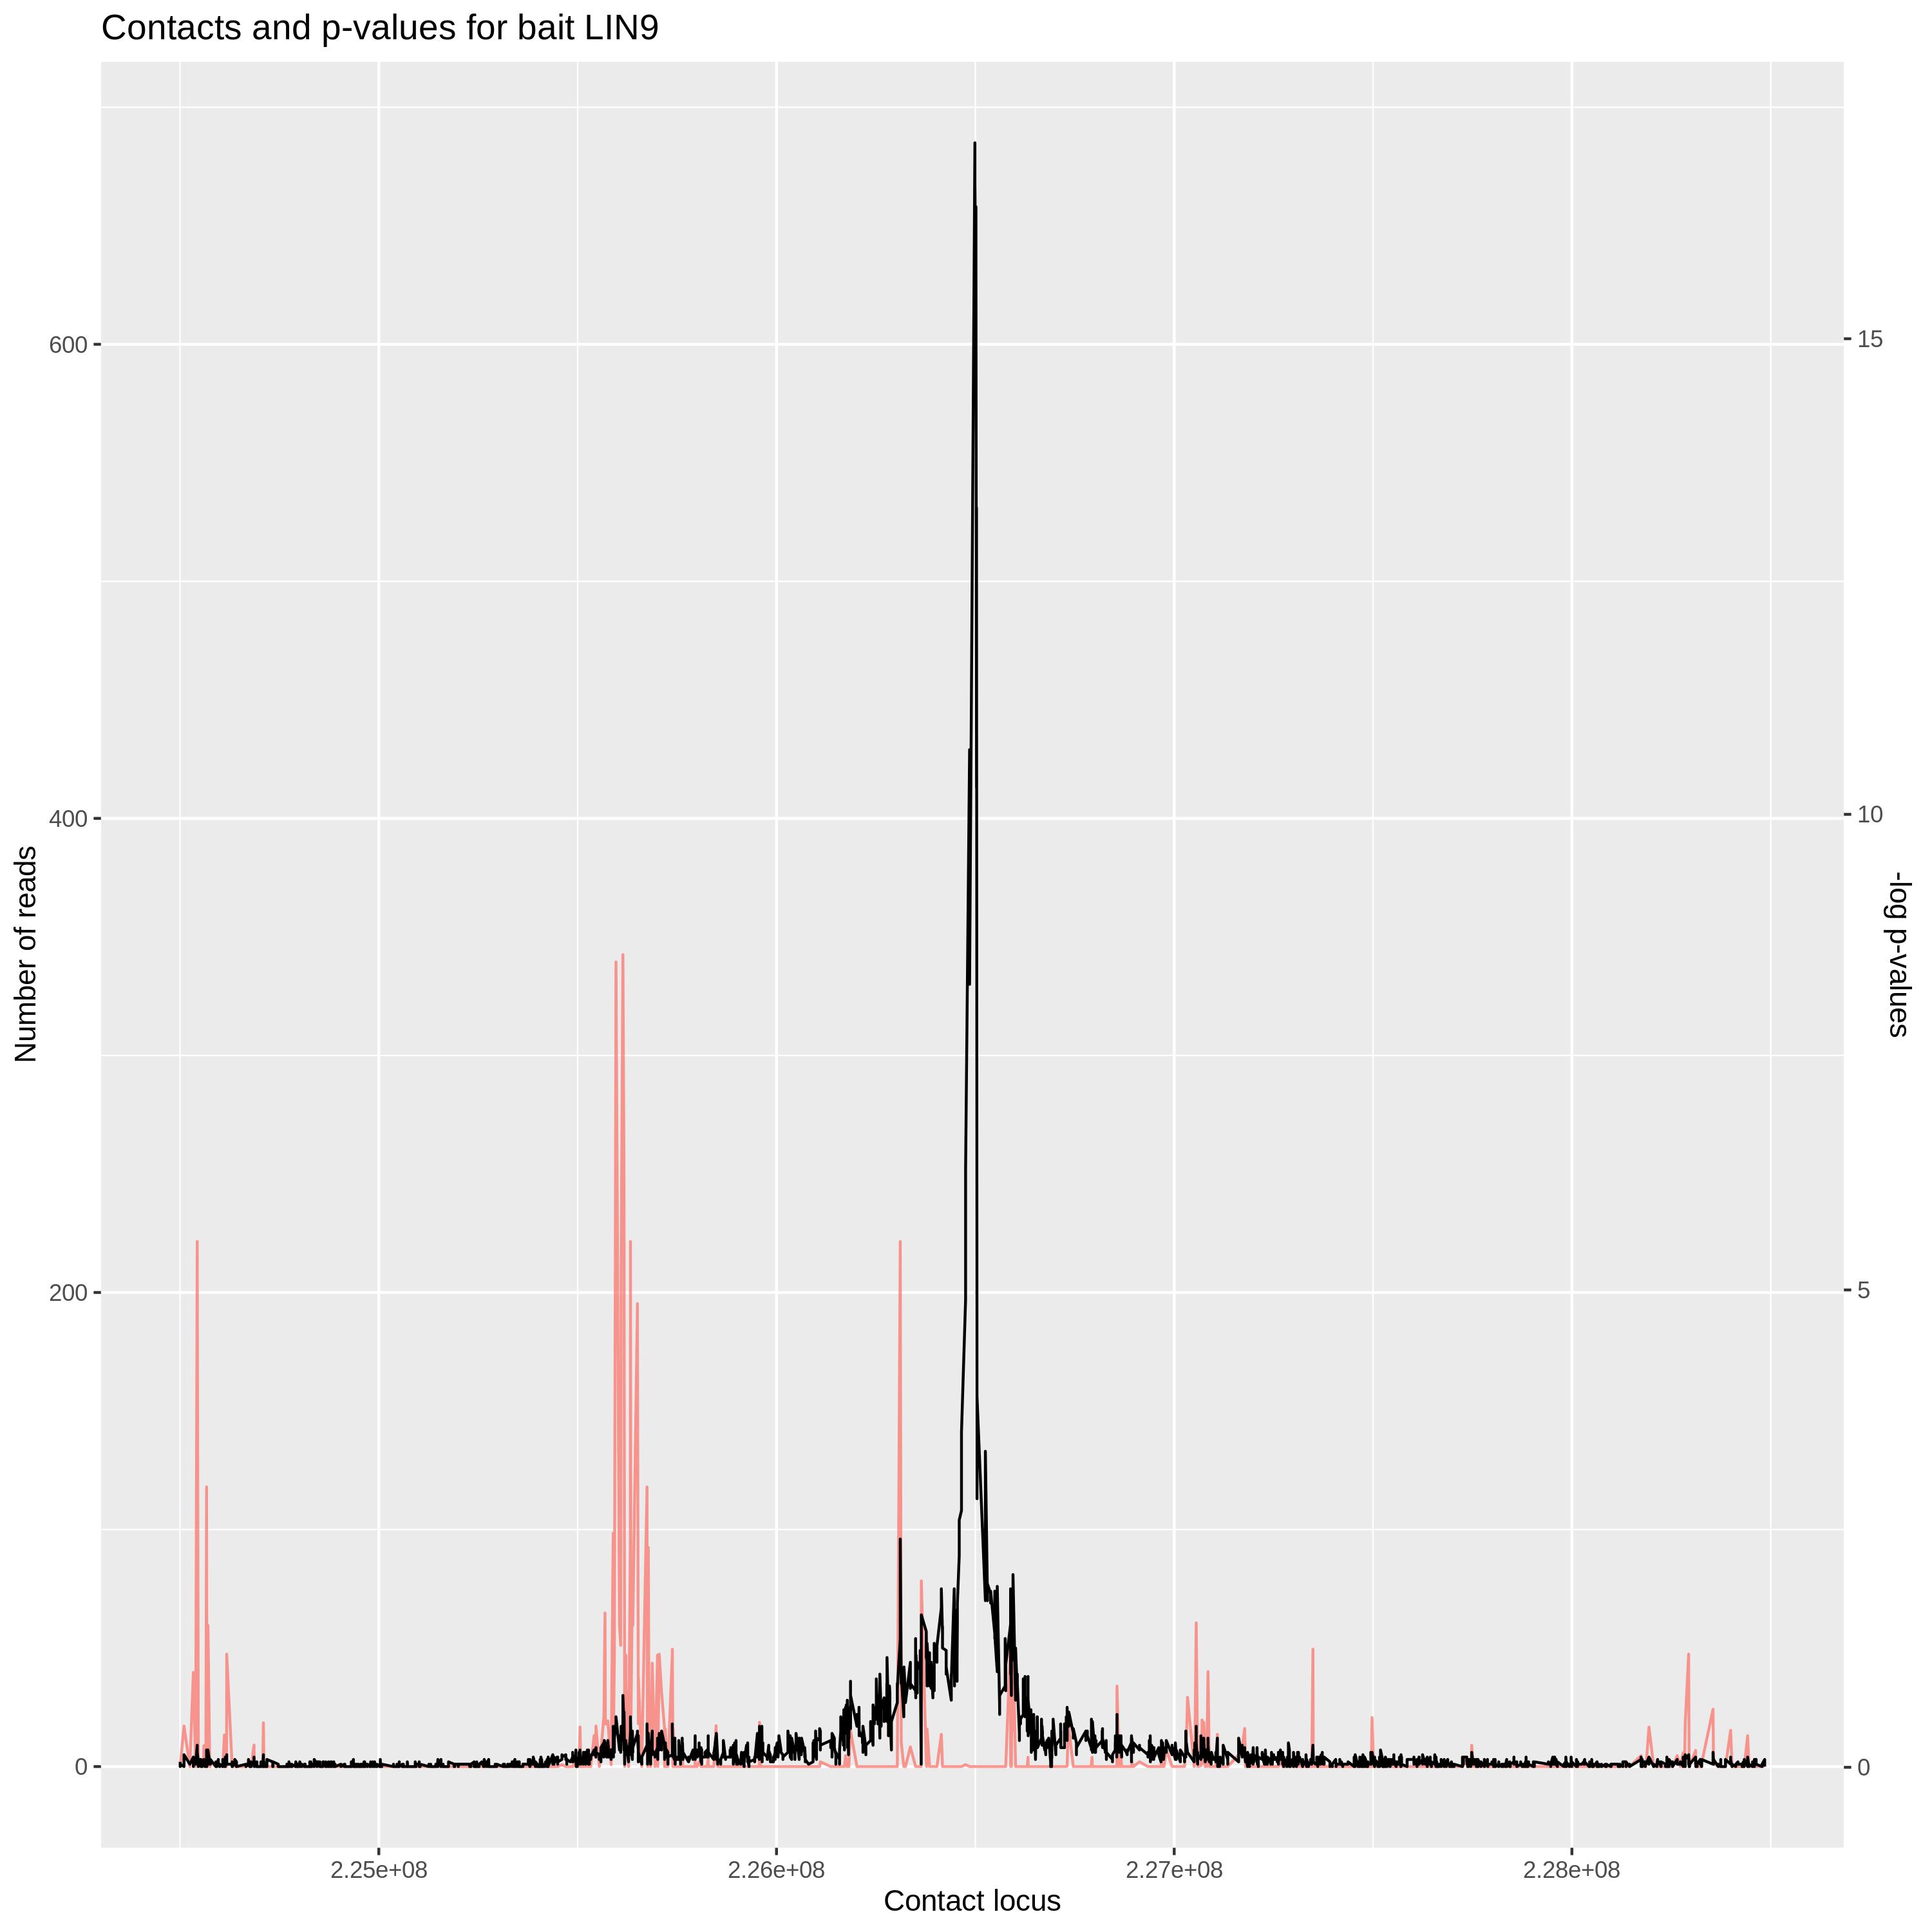 Contacts and p-values for bait LIN9
600
400
200
0
Number of reads
15
10
5
0
-log p-values
2.25e+08 2.26e+08 2.27e+08 2.28e+08
Contact locus